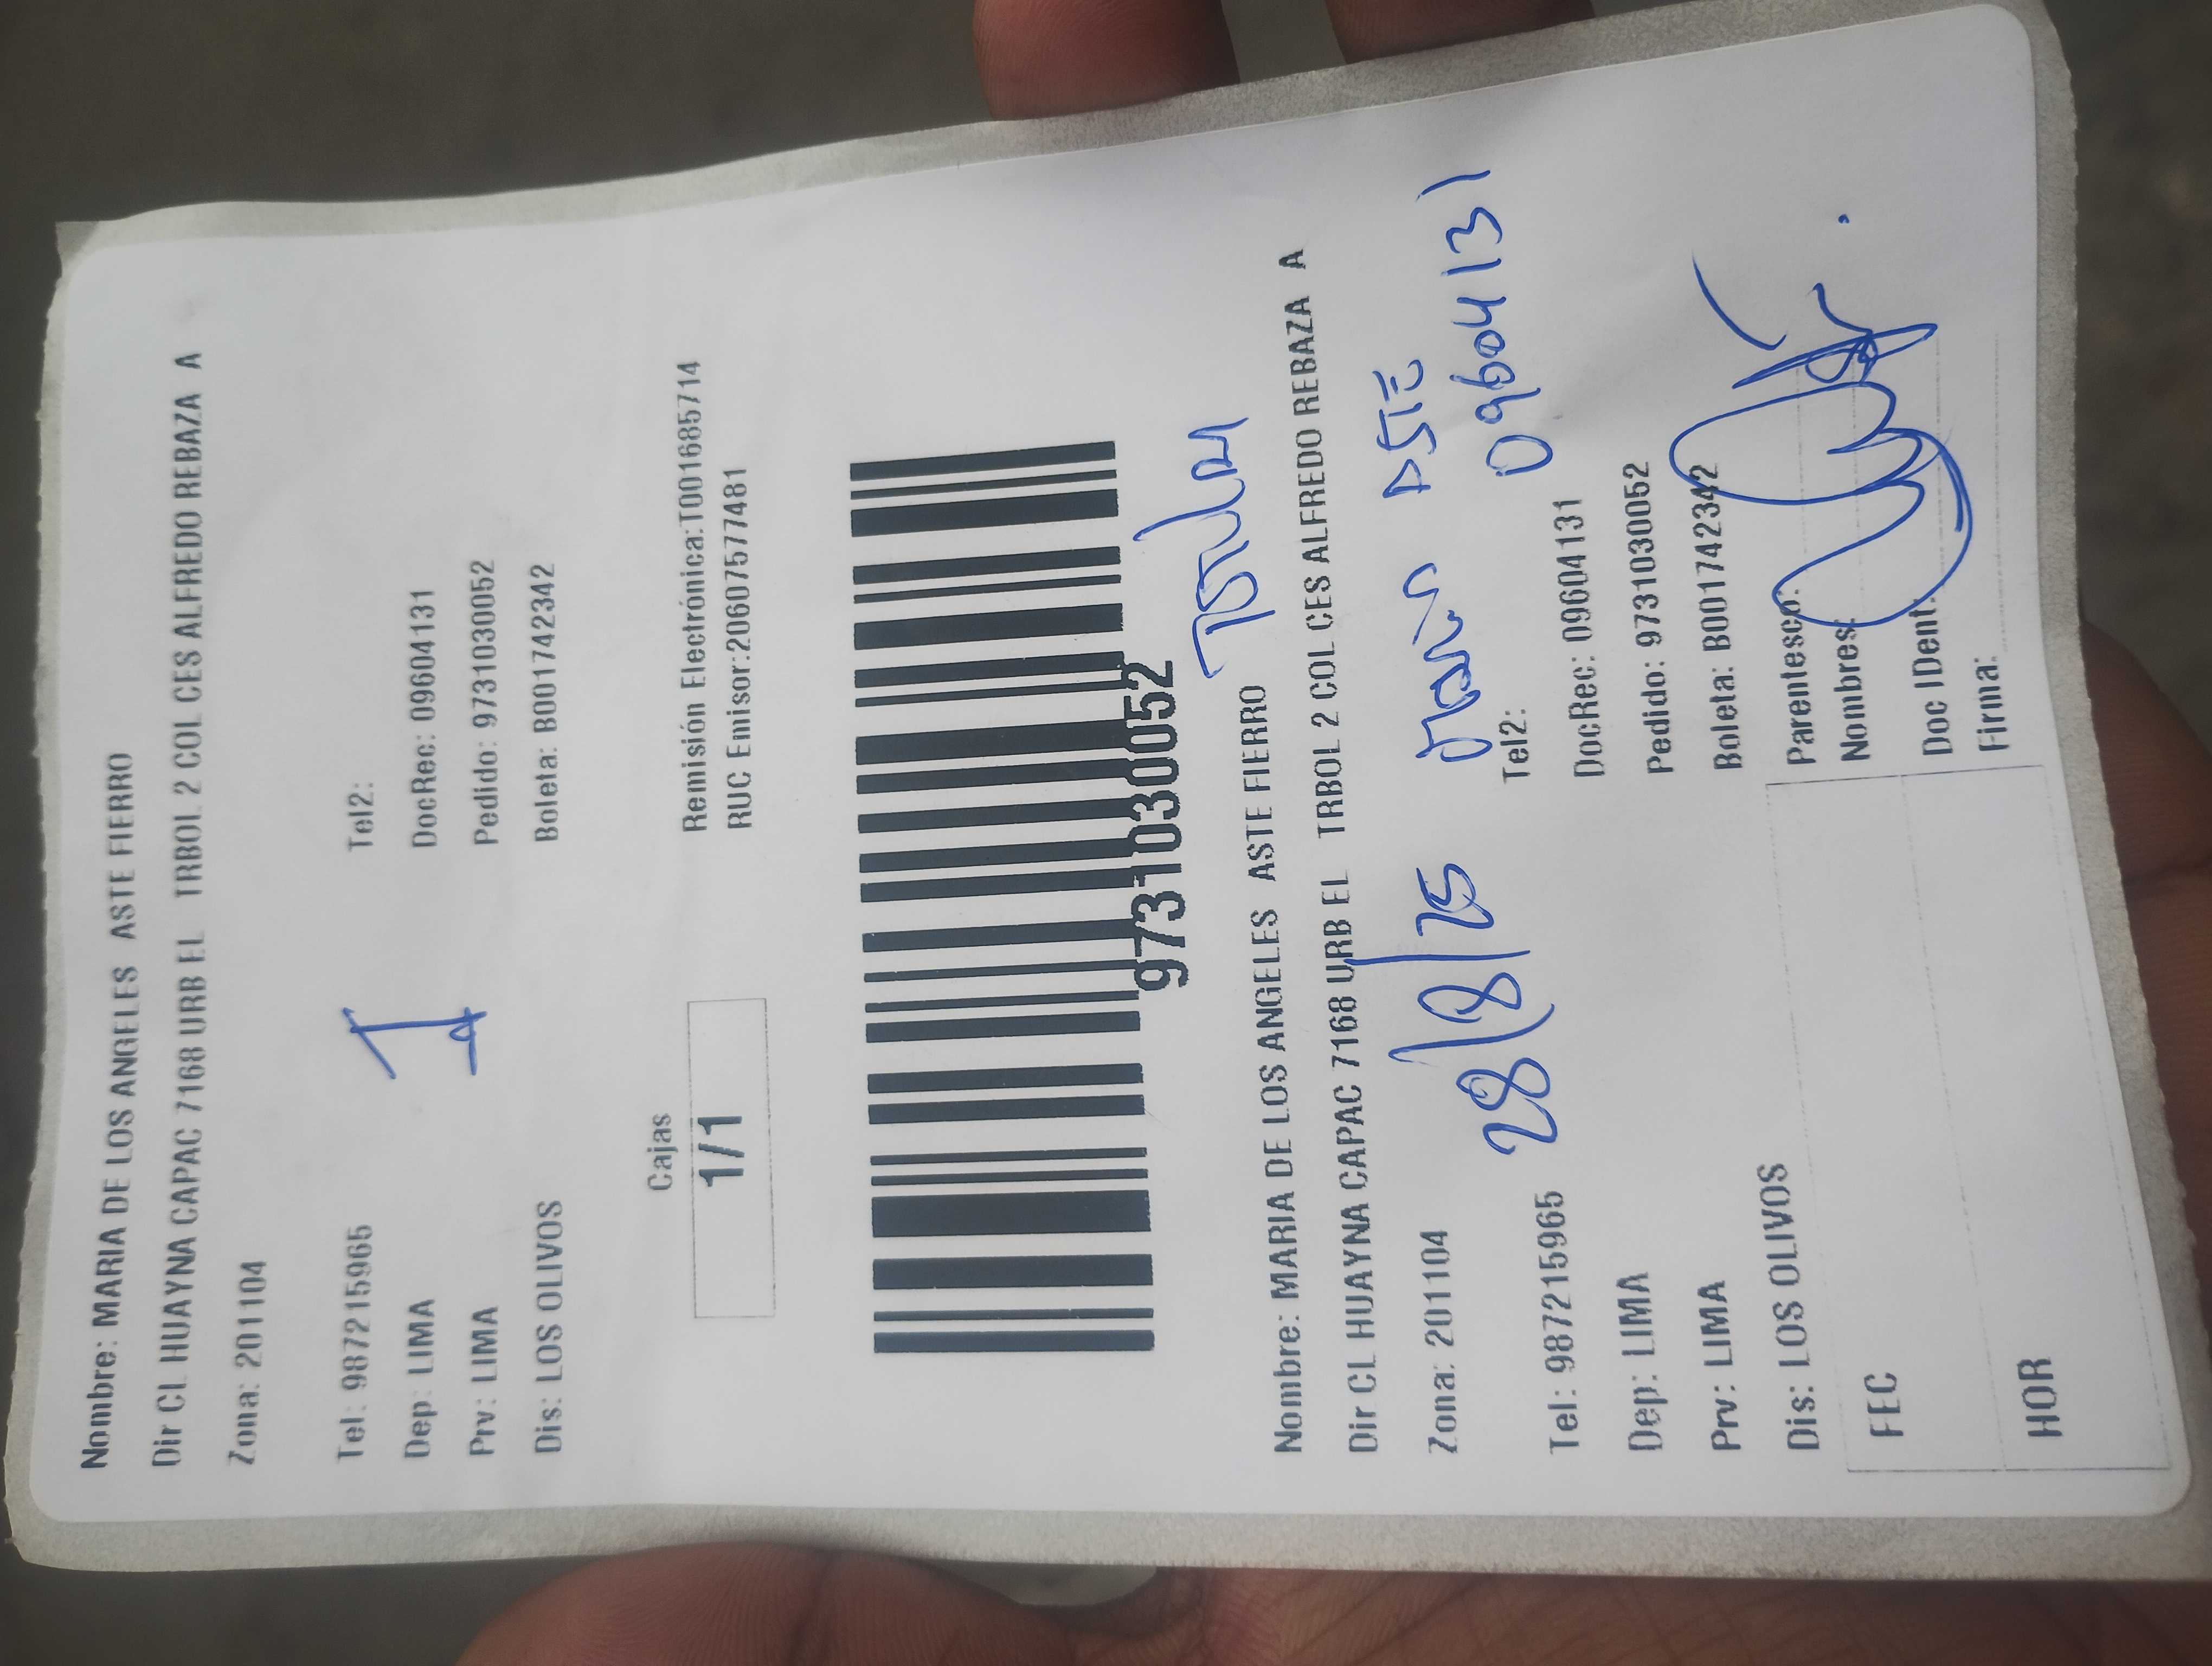 Nombre: MARIA DE LOS ANGELES ASTE FIERRO
Dir CL HUAYNA CAPAC 7168 URB EL TRBOL 2 COL CES ALFREDO REBAZA A
Zona: 201104
Tel: 987215965 Tel2:
Dep: LIMA DocRec: 09604131
Prv: LIMA Pedido: 9731030052
Dis: LOS OLIVOS Boleta: B001742342
Cajas
1/1
Remisión Electrónica:T001685714
RUC Emisor:20607577481
9731030052
Nombre: MARIA DE LOS ANGELES ASTE FIERRO
Dir CL HUAYNA CAPAC 7168 URB EL TRBOL 2 COL CES ALFREDO REBAZA A
Zona: 201104
28/8/25
09604131
Tel: 987215965 Tel2:
Dep: LIMA DocRec: 09604131
Prv: LIMA Pedido: 9731030052
Dis: LOS OLIVOS Boleta: B001742342
FEC
HOR
Parentesco:
Nombres:
Doc IDent:
Firma: